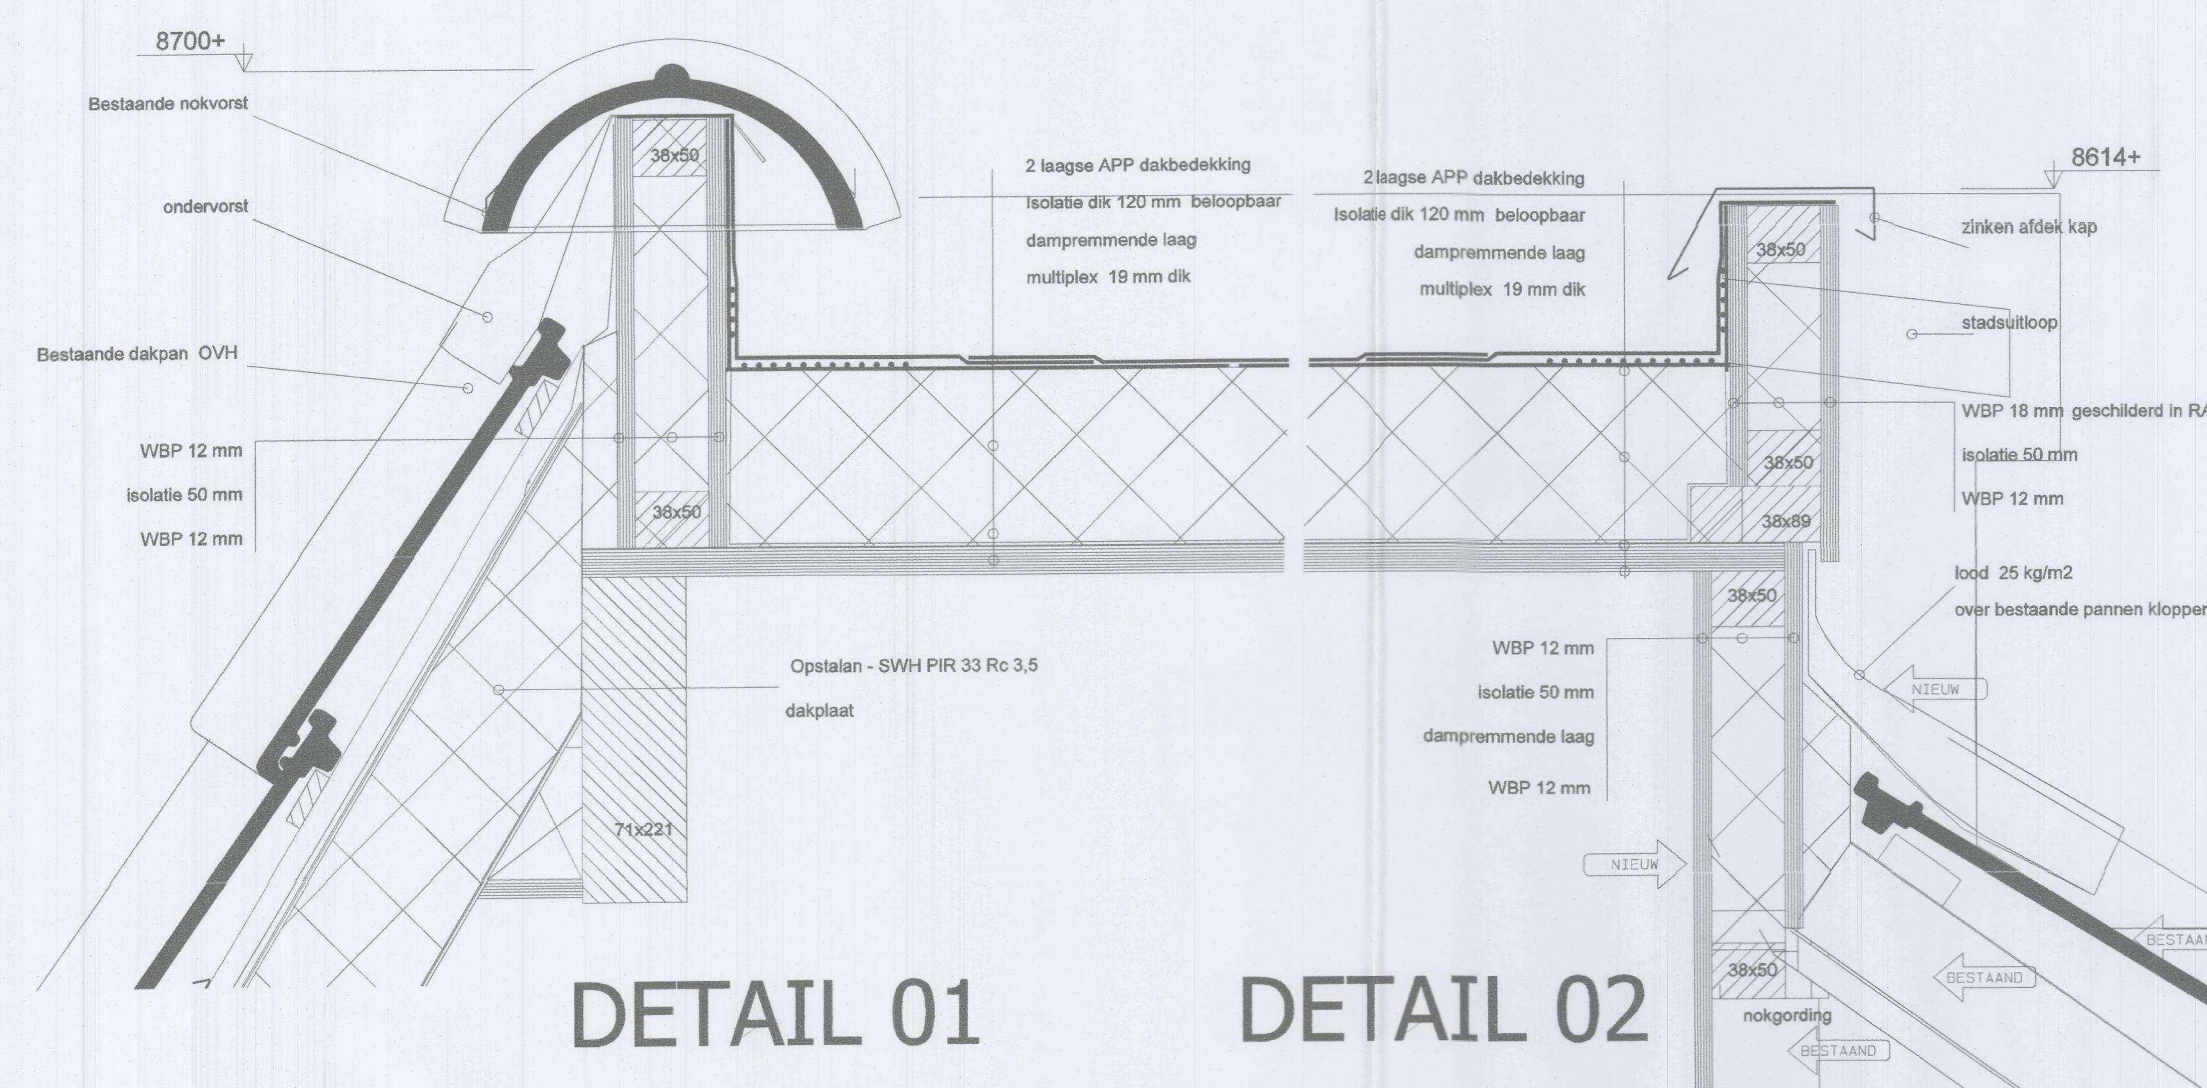 8700+
Bestaande nokvorst
ondervorst
Bestaande dakpan OVH
WBP 12 mm
isolatie 50 mm
WBP 12 mm
38x50
38x50
2 laagse APP dakbedekking
Isolatie dik 120 mm beloopbaar
dampremmende laag
multiplex 19 mm dik
Opstalan - SWH PIR 33 Rc 3,5
dakplaat
71x221
DETAIL 01
2 laagse APP dakbedekking
Isolatie dik 120 mm beloopbaar
dampremmende laag
multiplex 19 mm dik
8614+
38x50
zinken afdek kap
stadsuitloop
WBP 18 mm geschilderd in RA
isolatie 50 mm
WBP 12 mm
38x50
38x89
lood 25 kg/m2
over bestaande pannen kloppen
38x50
WBP 12 mm
isolatie 50 mm
dampremmende laag
WBP 12 mm
NIEUW
NIEUW
BESTAA
BESTAAND
38x50
nokgording
BESTAAND
DETAIL 02